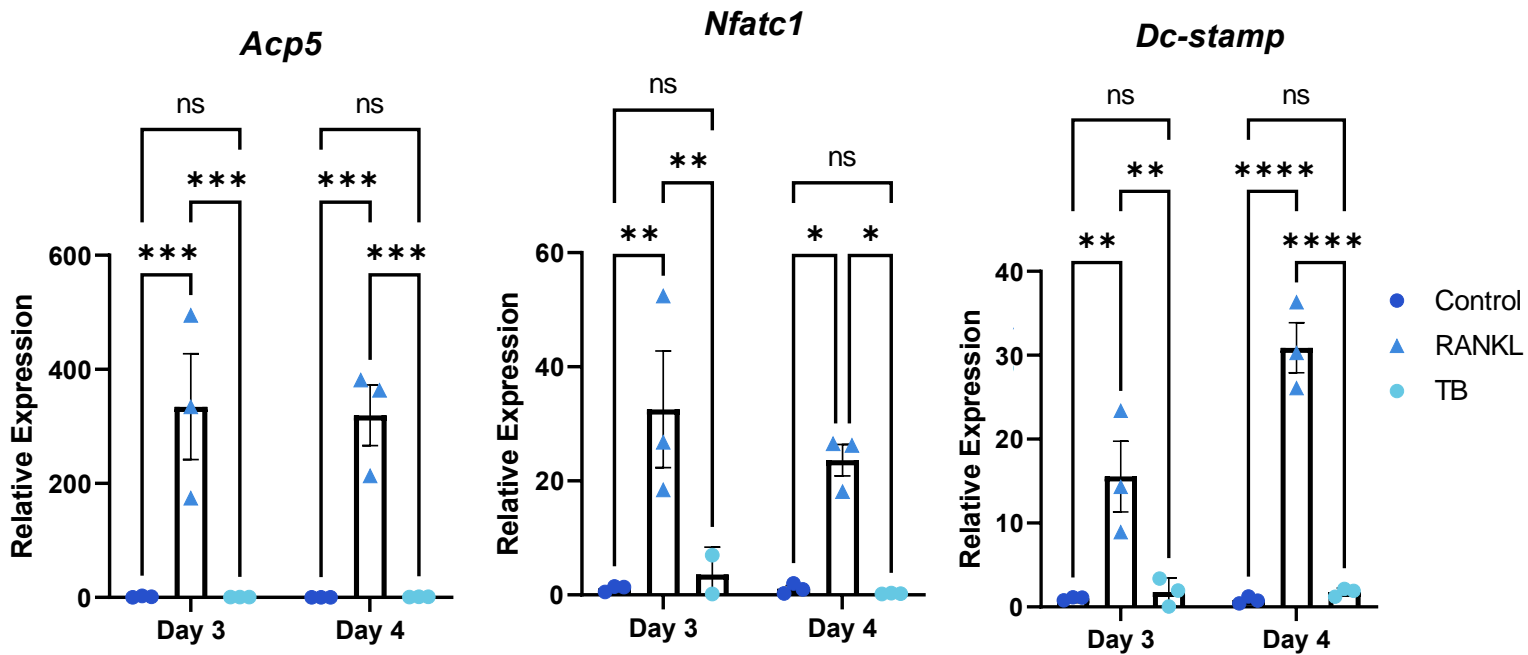 Acp5
ns
ns
***
***
***
***
600
400
200
0
Relative Expression
Day 3
Day 4
Nfatc1
ns
**
ns
**
*
*
60
40
20
0
Relative Expression
Day 3
Day 4
Dc-stamp
ns
ns
**
****
**
****
40
30
20
10
0
Relative Expression
Day 3
Day 4
Control
RANKL
TB